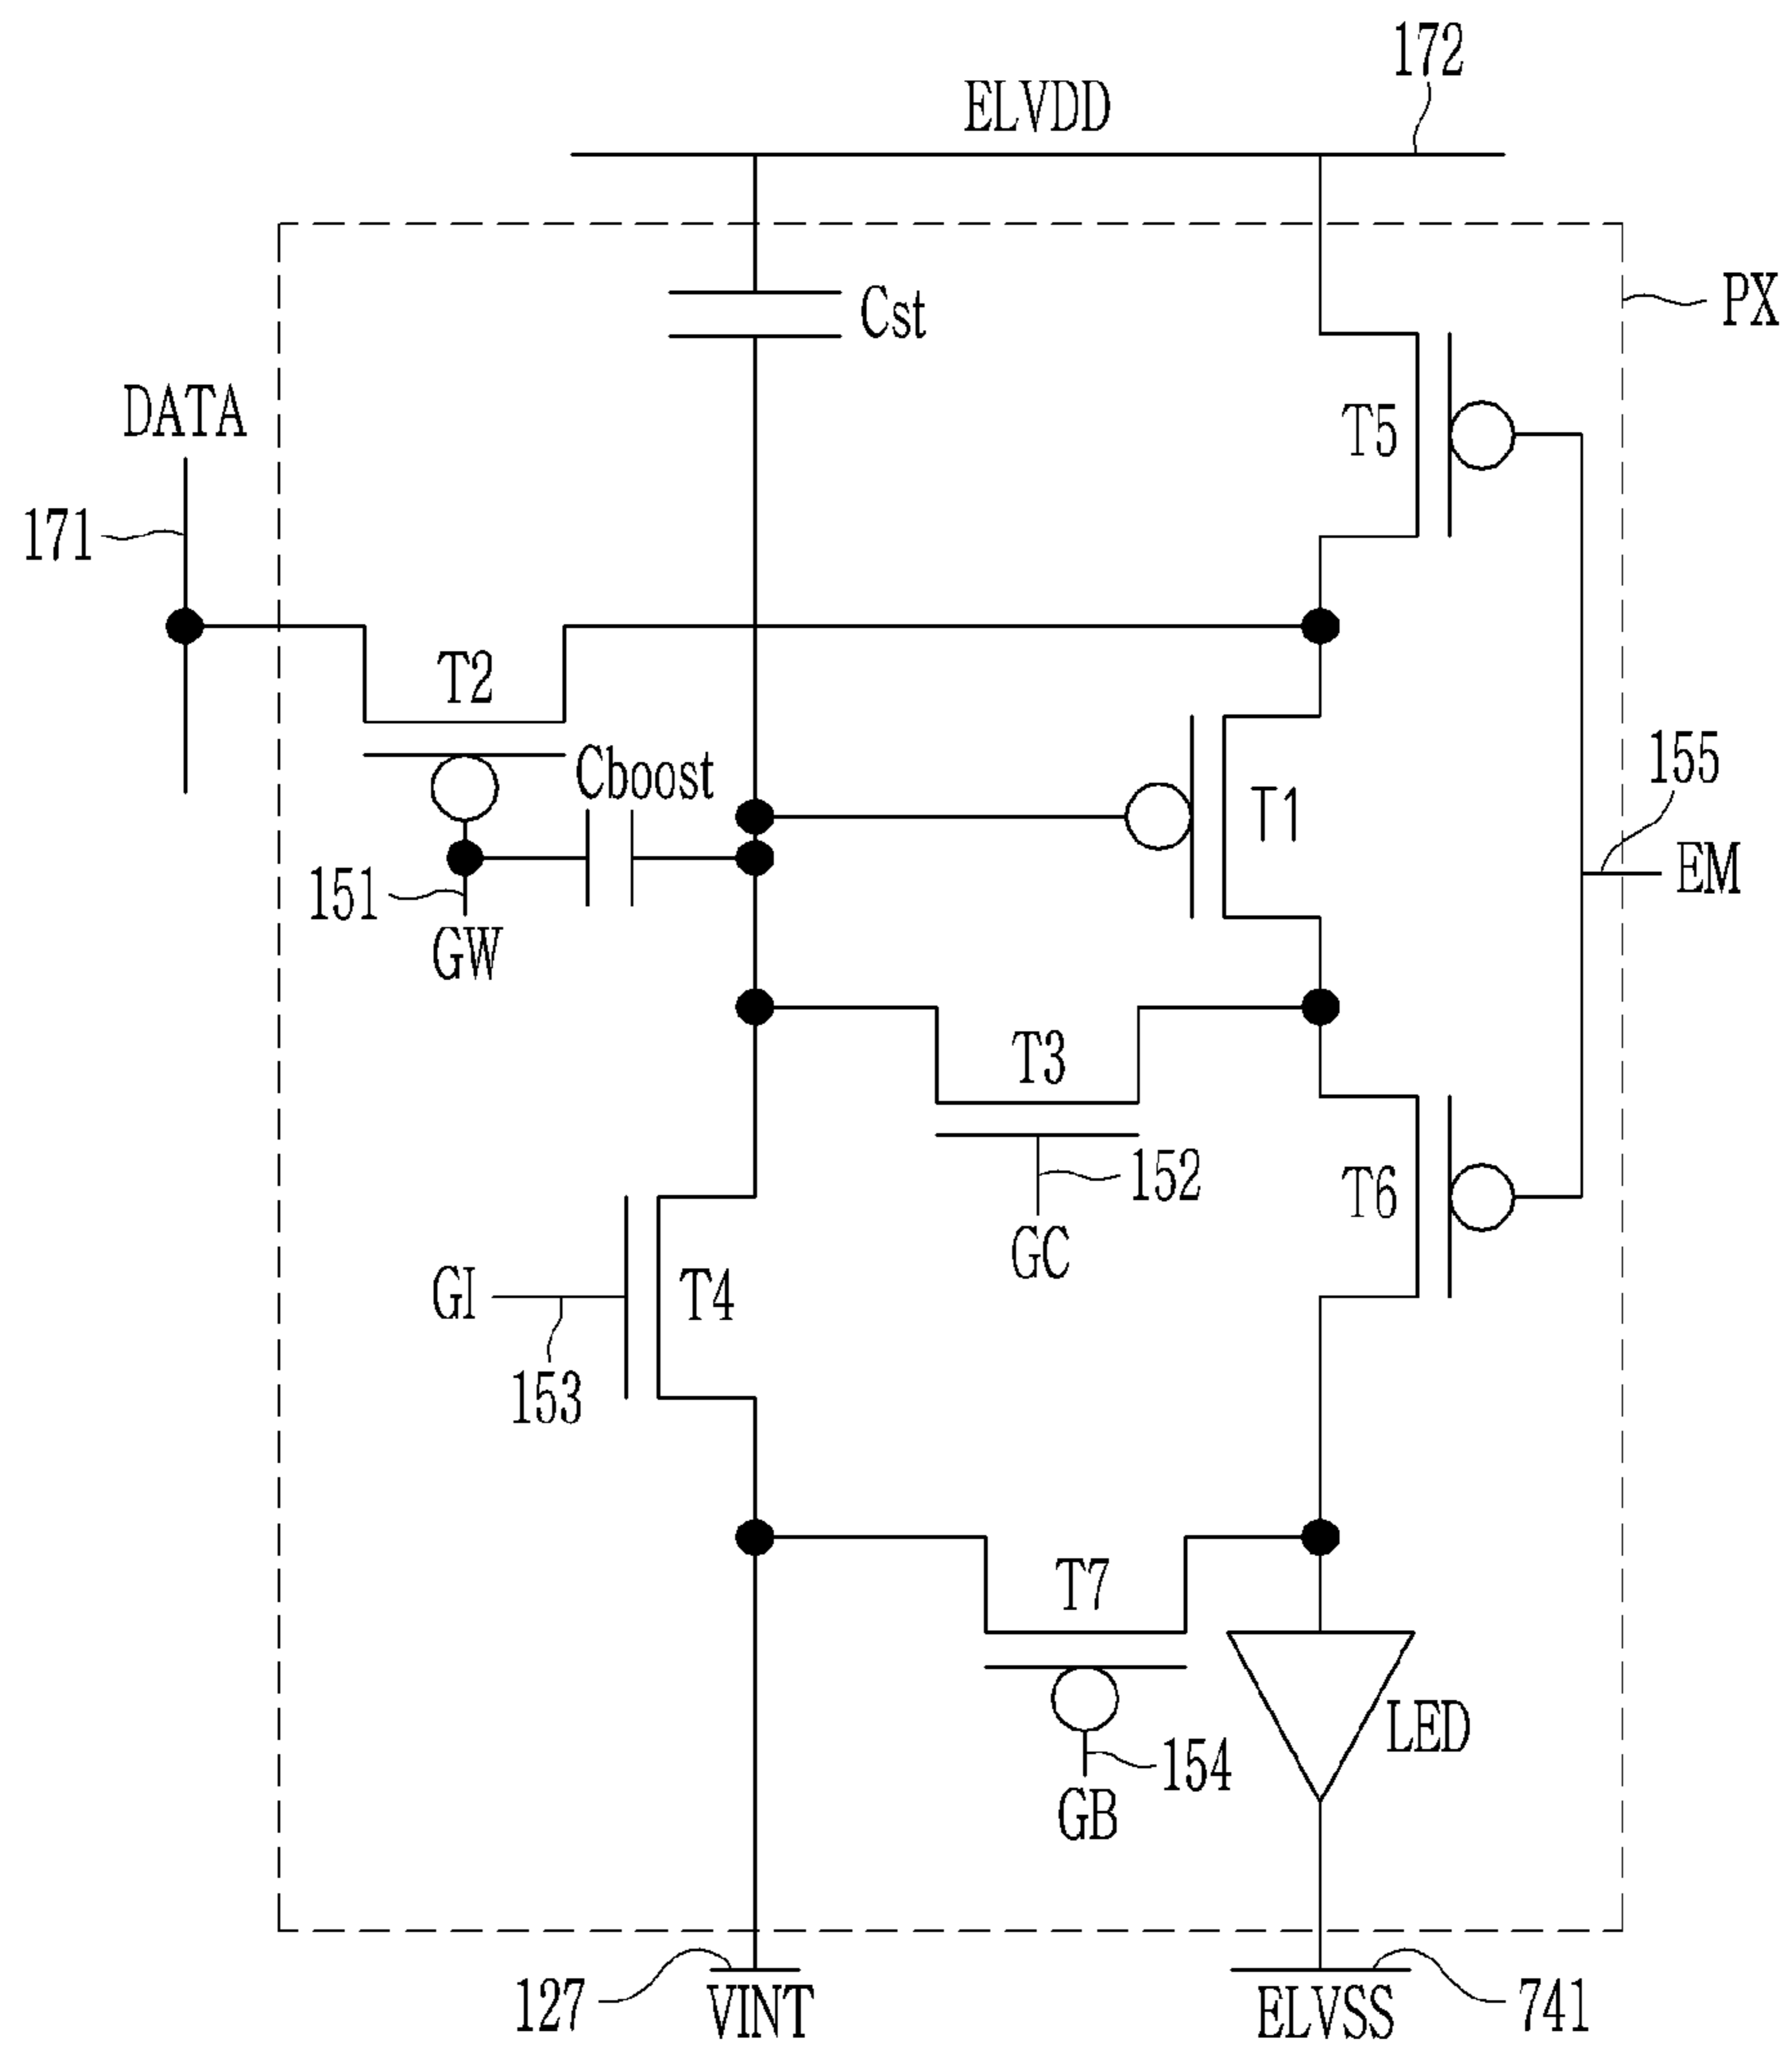 172
ELVDD
PX
Cst
DATA
T5
171
T2
Cboost
155
T1
EM
151
GW
T3
152
T6
GC
GI
T4
153
T7
LED
154
GB
127
VINT
ELVSS
741